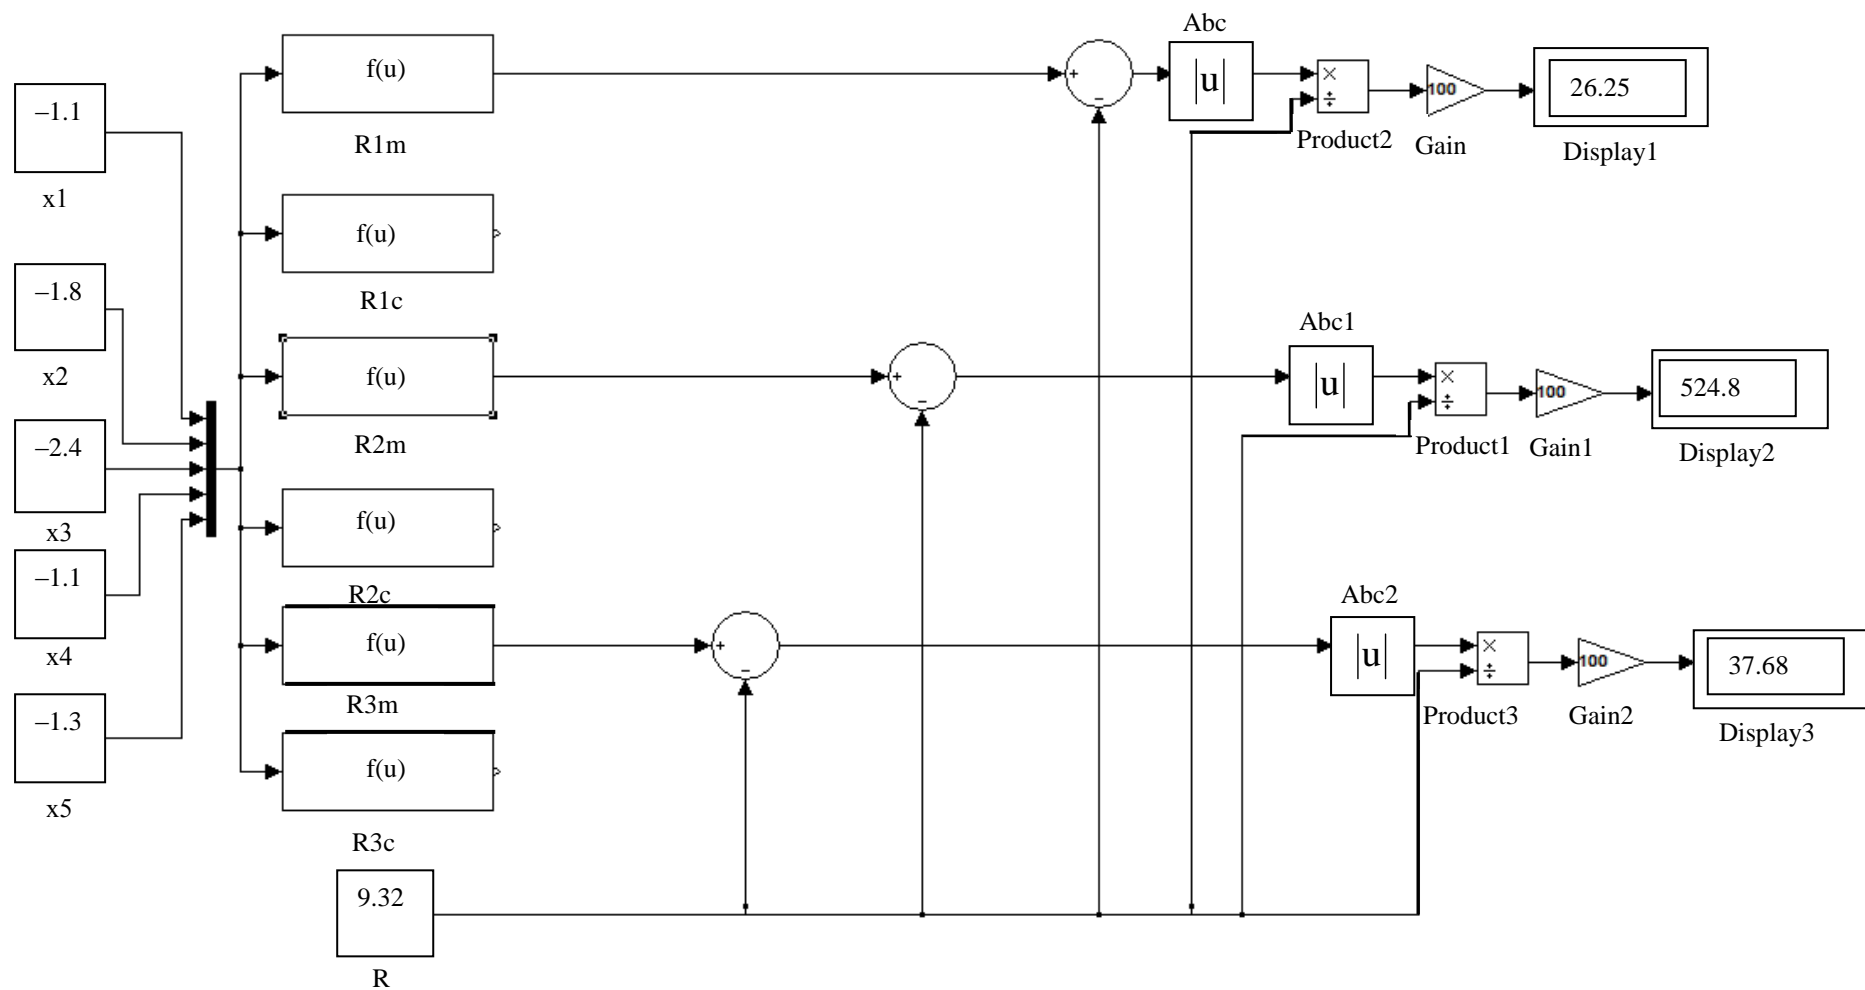 –1.1
x1
–1.8
x2
–2.4
x3
–1.1
x4
–1.3
x5
f(u)
R1m
f(u)
R1c
f(u)
R2m
f(u)
R2c
f(u)
R3m
f(u)
R3c
9.32
R
+
–
Abc
|u|
×
÷
Product2
100
Gain
26.25
Display1
+
–
Abc1
|u|
×
÷
Product1
100
Gain1
524.8
Display2
+
–
Abc2
|u|
×
÷
Product3
100
Gain2
37.68
Display3